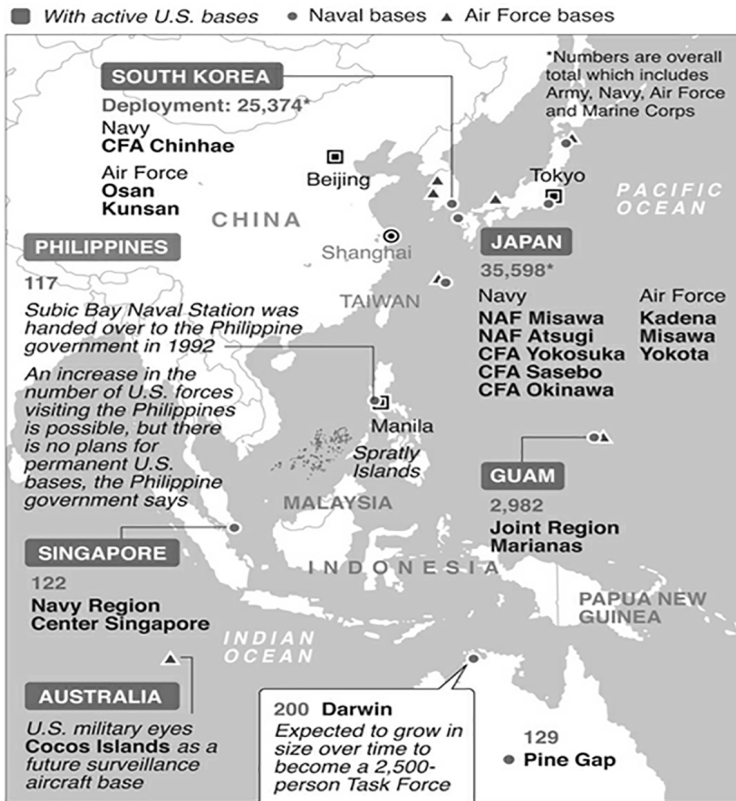 With active U.S. bases
Naval bases
Air Force bases
*Numbers are overall
total which includes
Army, Navy, Air Force
and Marine Corps
SOUTH KOREA
Deployment: 25,374*
Navy
CFA Chinhae
Air Force
Osan
Kunsan
Beijing
Tokyo
PACIFIC
OCEAN
CHINA
Shanghai
TAIWAN
PHILIPPINES
117
Subic Bay Naval Station was
handed over to the Philippine
government in 1992
An increase in the
number of U.S. forces
visiting the Philippines
is possible, but there
is no plans for
permanent U.S.
bases, the Philippine
government says
JAPAN
35,598*
Navy
NAF Misawa
NAF Atsugi
CFA Yokosuka
CFA Sasebo
CFA Okinawa
Air Force
Kadena
Misawa
Yokota
Manila
Spratly
Islands
MALAYSIA
GUAM
2,982
Joint Region
Marianas
SINGAPORE
122
Navy Region
Center Singapore
INDONESIA
PAPUA NEW
GUINEA
INDIAN
OCEAN
AUSTRALIA
U.S. military eyes
Cocos Islands as a
future surveillance
aircraft base
200 Darwin
Expected to grow in
size over time to
become a 2,500-
person Task Force
129
Pine Gap